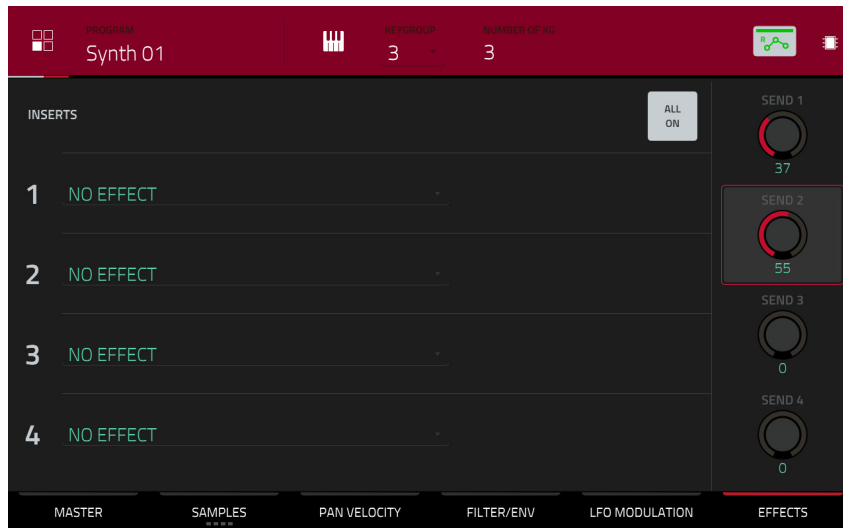 PROGRAM KEYGROUP NUMBER OF KG
Synth 01 3 3
R
INSERTS
ALL
ON
SEND 1
37
1 NO EFFECT
SEND 2
55
2 NO EFFECT
SEND 3
0
3 NO EFFECT
SEND 4
0
4 NO EFFECT
MASTER SAMPLES PAN VELOCITY FILTER/ENV LFO MODULATION EFFECTS